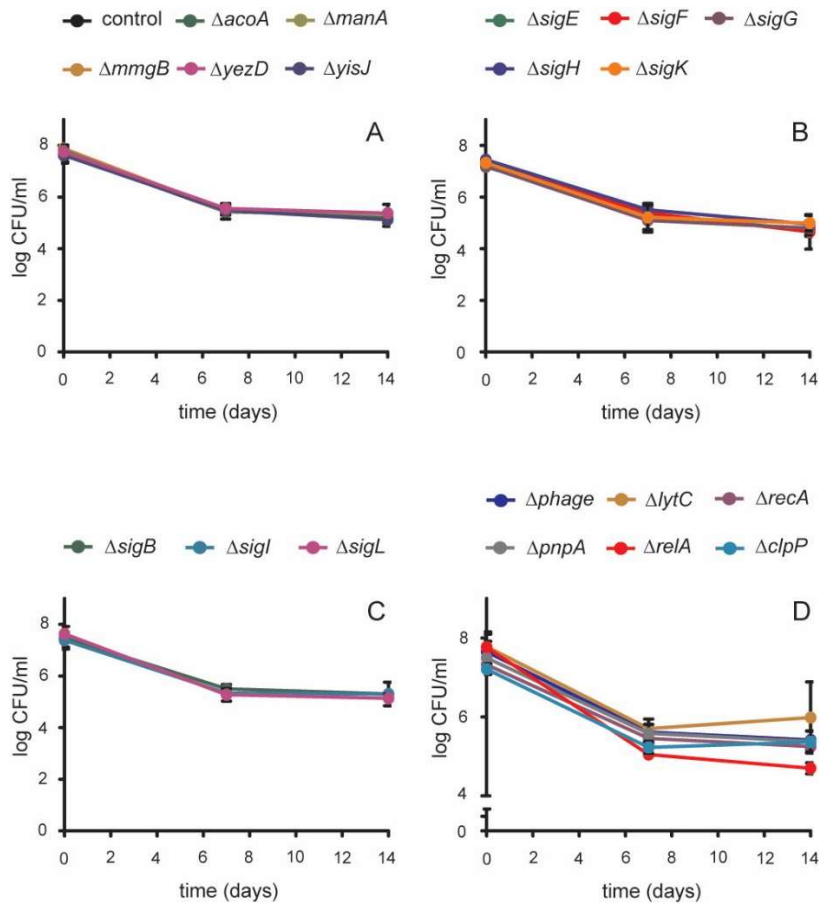 control ΔacoA ΔmanA
ΔmmgB ΔyezD ΔyisJ
A
8
6
4
2
0
log CFU/ml
0 2 4 6 8 10 12 14
time (days)
ΔsigE ΔsigF ΔsigG
ΔsigH ΔsigK
B
8
6
4
2
0
log CFU/ml
0 2 4 6 8 10 12 14
time (days)
ΔsigB ΔsigI ΔsigL
C
8
6
4
2
0
log CFU/ml
0 2 4 6 8 10 12 14
time (days)
Δphage ΔlytC ΔrecA
ΔpnpA ΔrelA ΔclpP
D
8
6
4
0
log CFU/ml
0 2 4 6 8 10 12 14
time (days)